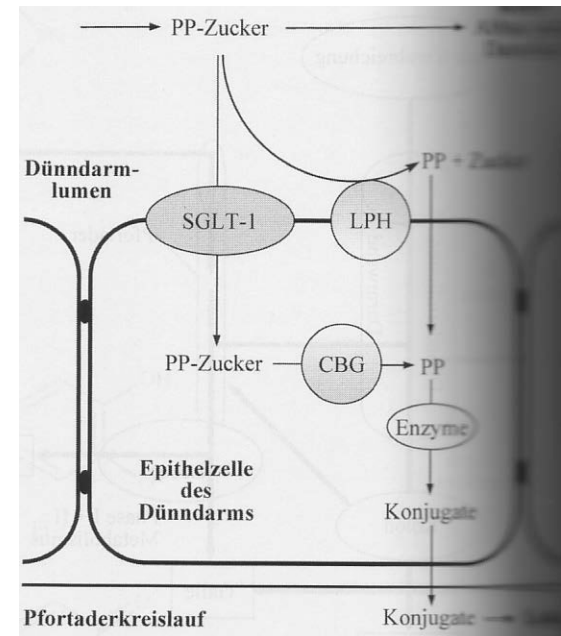 PP-Zucker
PP + Zucker
Dünndarm-
lumen
SGLT-1
LPH
PP-Zucker
CBG
PP
Enzyme
Epithelzelle
des
Dünndarms
Konjugate
Pfortaderkreislauf
Konjugate